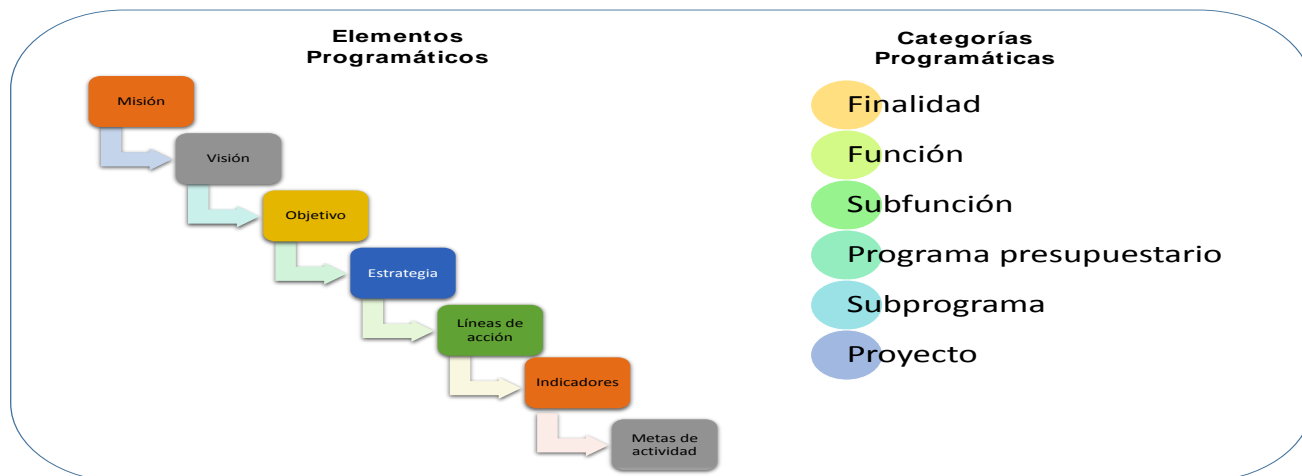 Elementos
Programáticos
Misión
Visión
Objetivo
Estrategia
Líneas de
acción
Indicadores
Metas de
actividad
Categorías
Programáticas
Finalidad
Función
Subfunción
Programa presupuestario
Subprograma
Proyecto